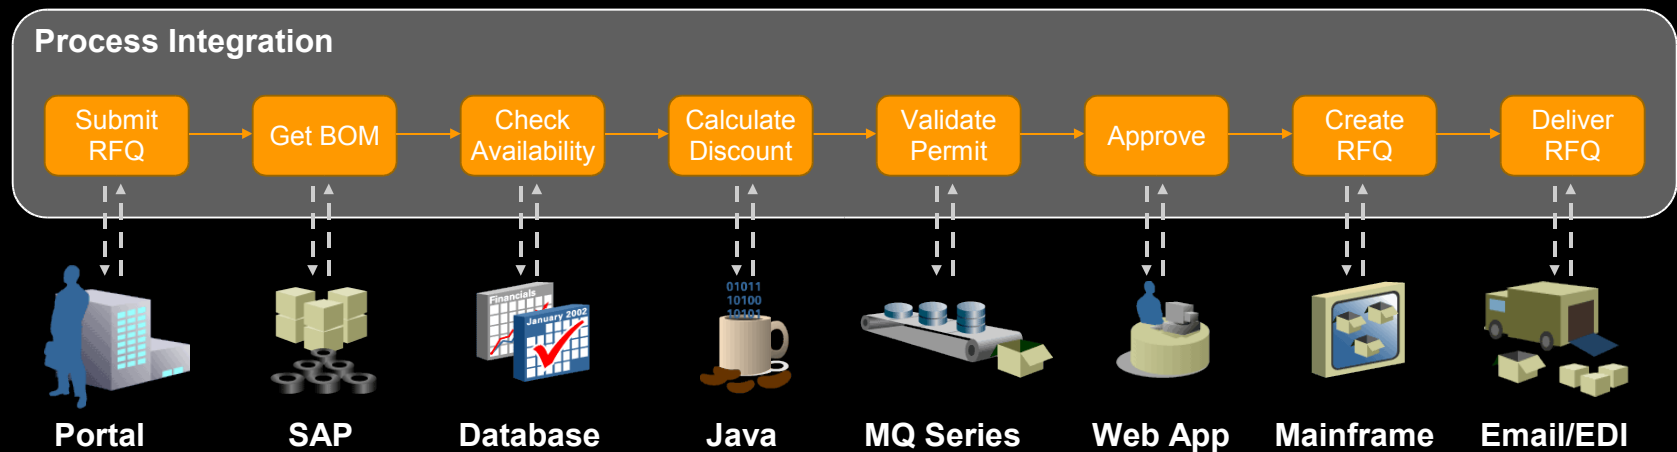 Process Integration
Submit
RFQ
Get BOM
Check
Availability
Calculate
Discount
Validate
Permit
Approve
Create
RFQ
Deliver
RFQ
Financials
January 2002
01011
10100
10101
Portal
SAP
Database
Java
MQ Series
Web App
Mainframe
Email/EDI